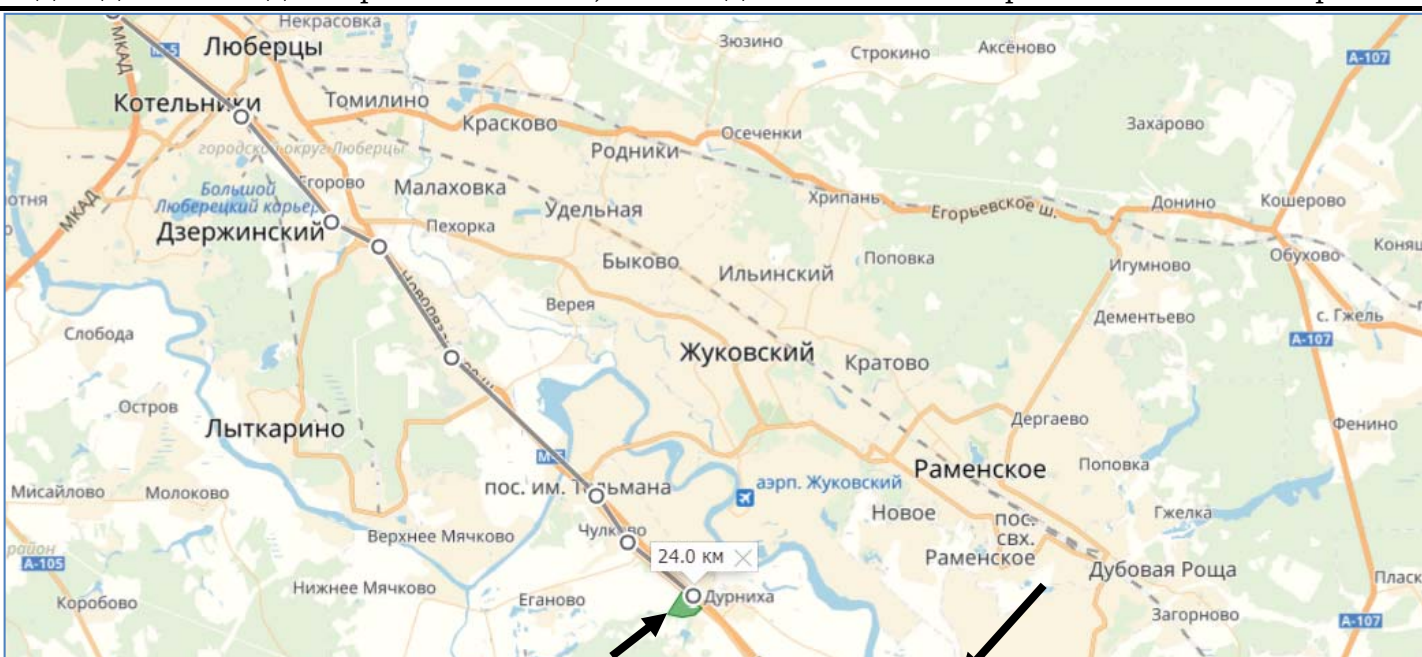 Некрасовка
Зюзино
Аксёново
Люберцы
Строкино
А-107
МКАД
Котельники
Томилино
Красково
Осеченки
Захарово
городской округ Люберцы
Родники
Большой
Люберецкий карьер
Егорово
Малаховка
Удельная
Хрипань
Егорьевское ш.
Донино
Кошерово
МКАД
Дзержинский
Пехорка
Быково
Ильинский
Поповка
Игумново
Обухово
Верея
Дементьево
с. Гжель
Слобода
А-107
Жуковский
Кратово
Остров
Лыткарино
Дергаево
Фенино
М-5
Раменское
Поповка
Мисайлово
Молоково
пос. им. Тельмана
аэрп. Жуковский
Новое
пос.
свх.
Раменское
Гжелка
Верхнее Мячково
Чулково
район
А-105
24.0 км
Дубовая Роща
Нижнее Мячково
Еганово
Дурниха
Коробово
Загорново
А-107